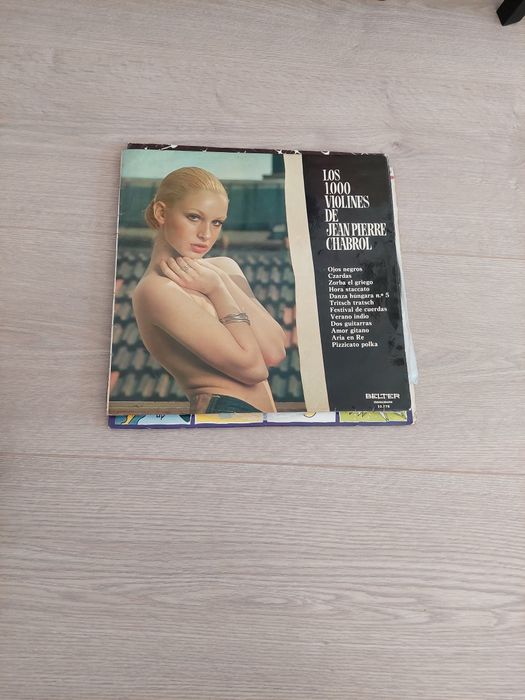 LOS
1000
VIOLINES
DE
JEAN PIERRE
CHABROL
Ojos negros
Czardas
Zorba el griego
Hora staccato
Danza húngara n.º 5
Tritsch tratsch
Festival de cuerdas
Verano indio
Dos guitarras
Amor gitano
Aria en Re
Pizzicato polka
BELTER